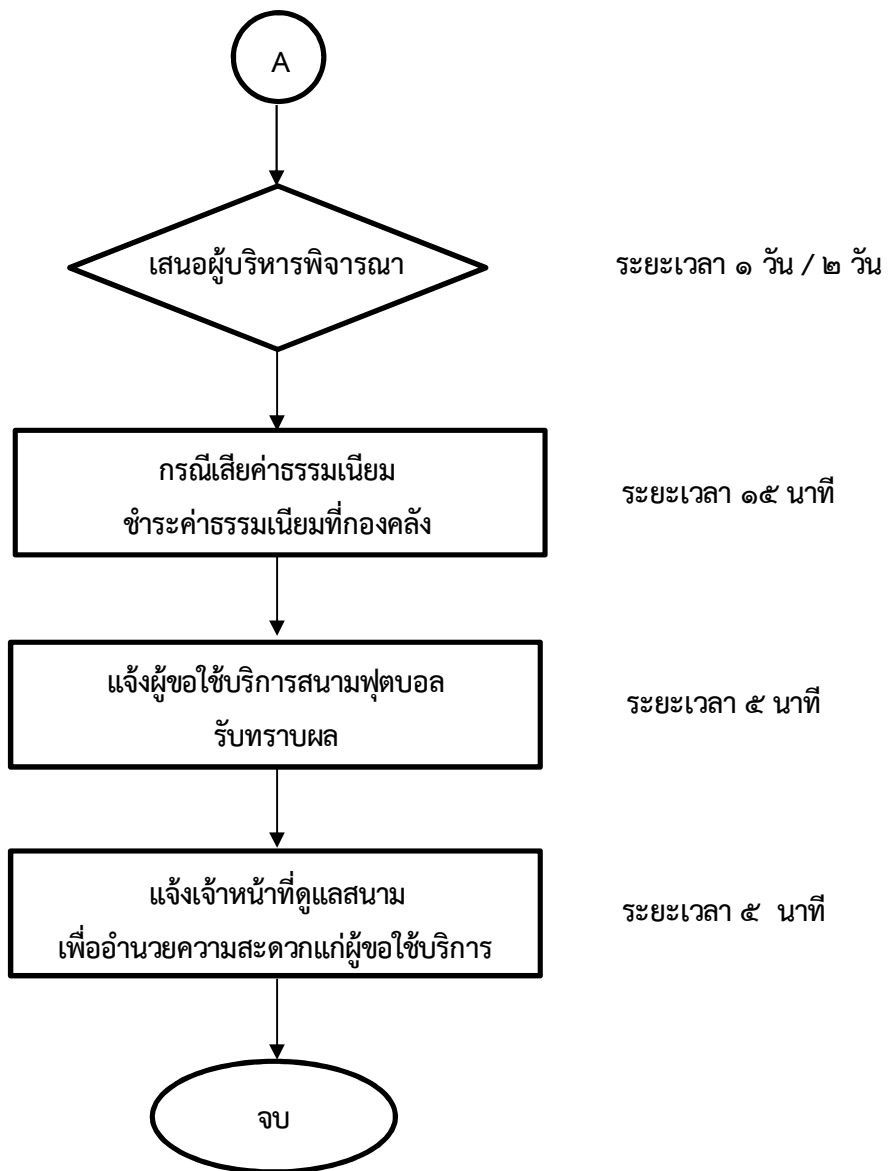 A
เสนอผู้บริหารพิจารณา
ระยะเวลา ๑ วัน / ๒ วัน
กรณีเสียค่าธรรมเนียม
ชำระค่าธรรมเนียมที่กองคลัง
ระยะเวลา ๑๕ นาที
แจ้งผู้ขอใช้บริการสนามฟุตบอล
รับทราบผล
ระยะเวลา ๕ นาที
แจ้งเจ้าหน้าที่ดูแลสนาม
เพื่ออำนวยความสะดวกแก่ผู้ขอใช้บริการ
ระยะเวลา ๕ นาที
จบ